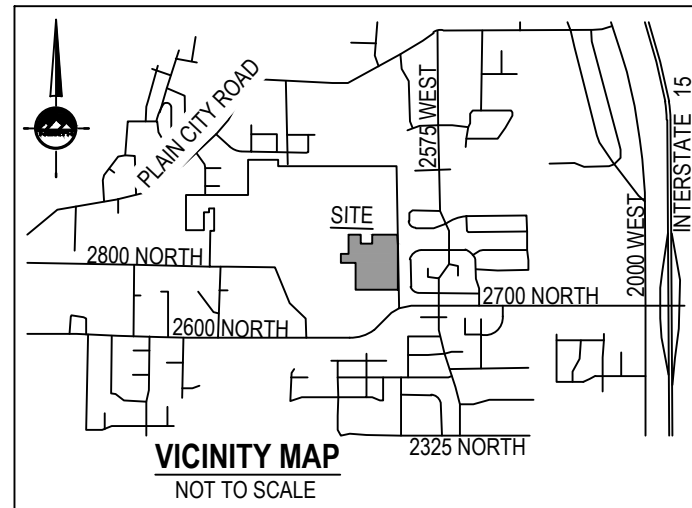 PLAIN CITY ROAD
2575 WEST
INTERSTATE 15
SITE
2000 WEST
2800 NORTH
2700 NORTH
2600 NORTH
2325 NORTH
VICINITY MAP
NOT TO SCALE